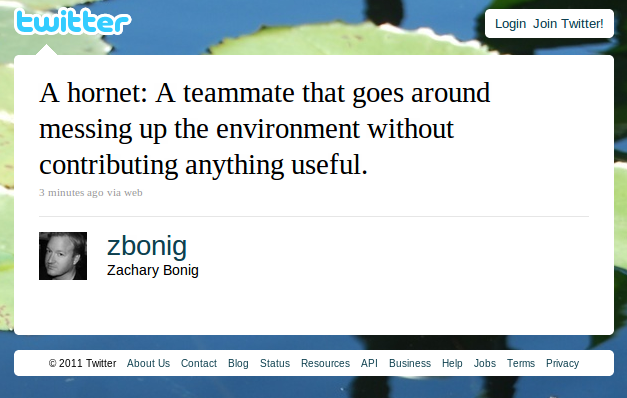 twitter
Login Join Twitter!
A hornet: A teammate that goes around
messing up the environment without
contributing anything useful.
3 minutes ago via web
zbonig
Zachary Bonig
© 2011 Twitter About Us Contact Blog Status Resources API Business Help Jobs Terms Privacy